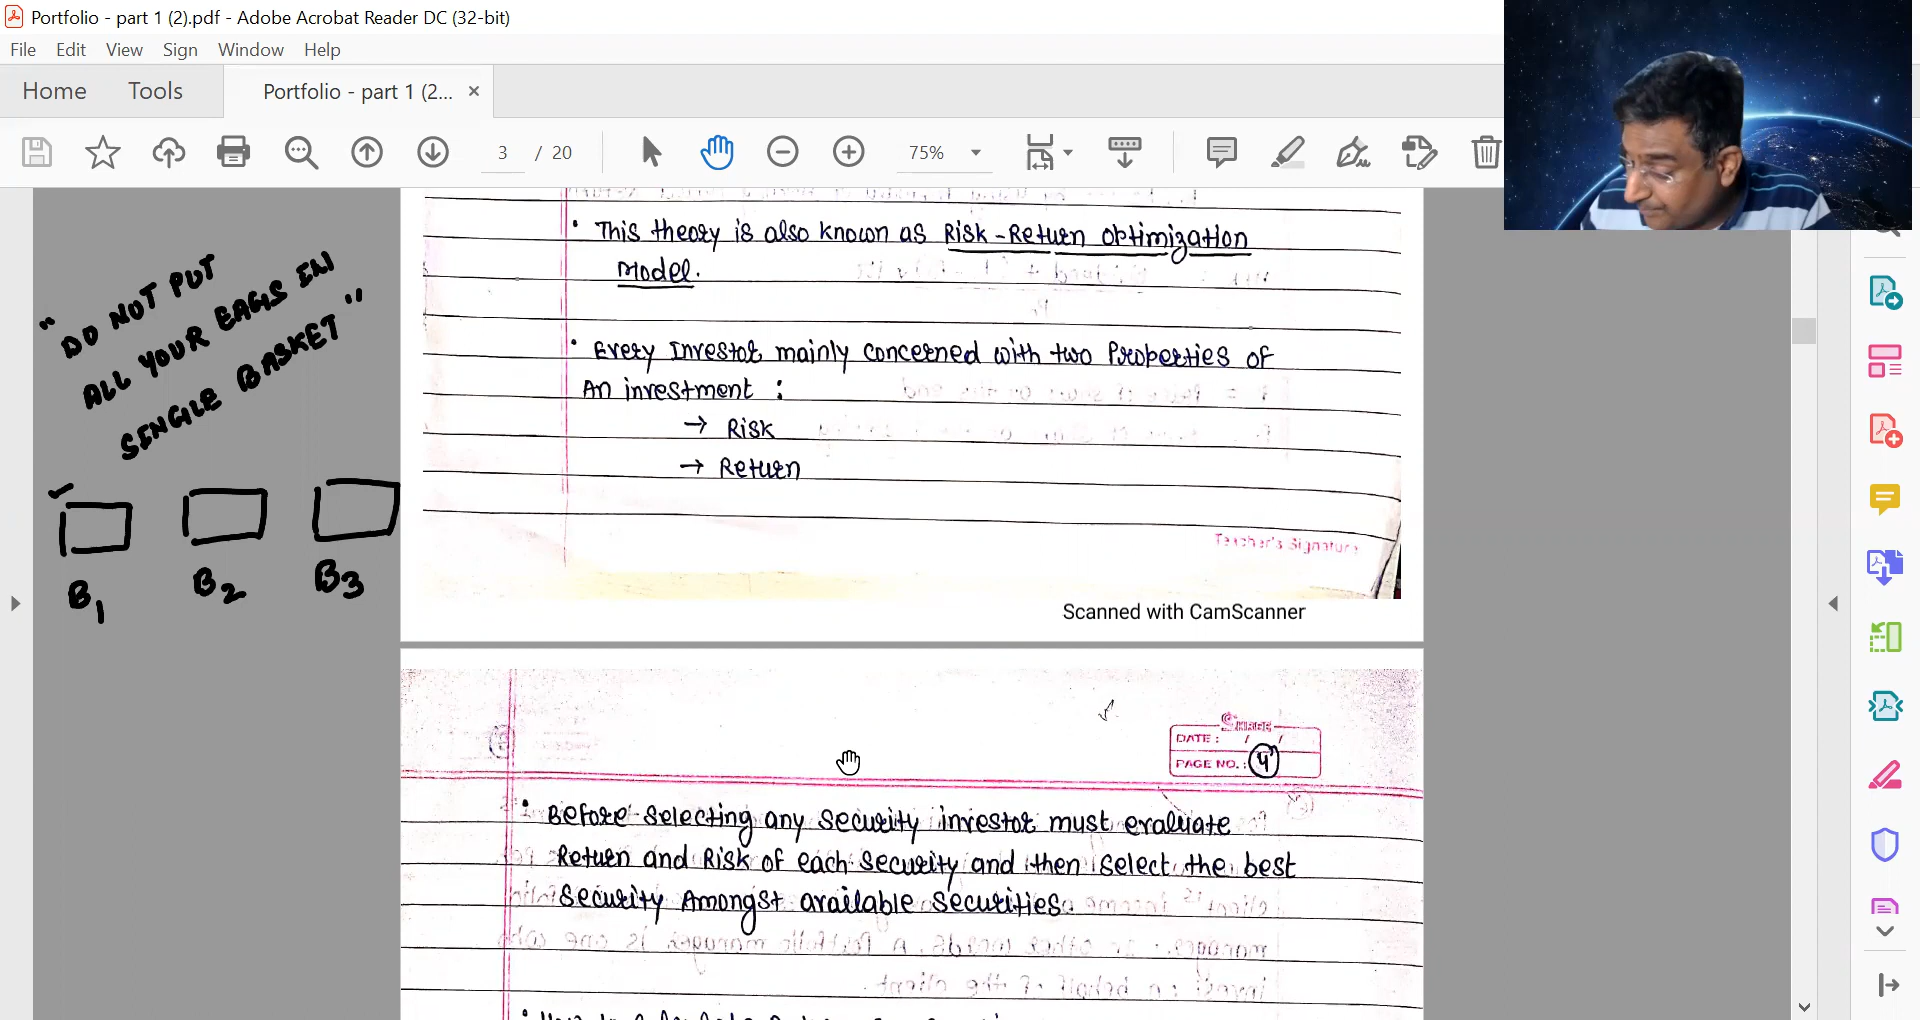 Portfolio - part 1 (2).pdf - Adobe Acrobat Reader DC (32-bit)
File Edit View Sign Window Help
Home Tools Portfolio - part 1 (2... ×
3 / 20 75%
• This theory is also known as Risk-Return optimization
Model.
• Every Investor mainly concerned with two Properties of
An investment :
→ Risk
→ Return
Teacher's Signature
Scanned with CamScanner
"DO NOT PUT
ALL YOUR EAGS IN
SINGLE BASKET"
B1 B2 B3
DATE : / /
PAGE NO. : 4
• Before selecting any security investor must evaluate
Return and Risk of each security and then select the best
security Amongst available securities.